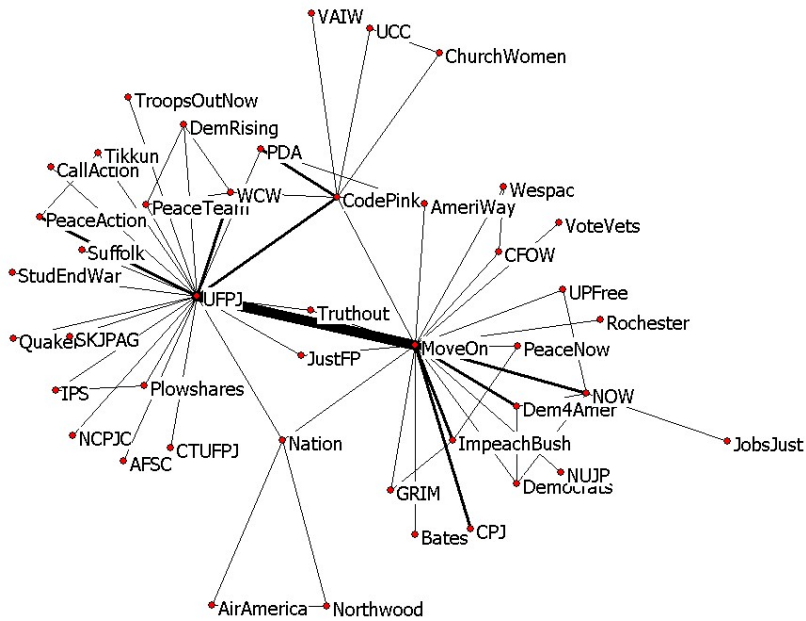 VAIW
UCC
ChurchWomen
TroopsOutNow
DemRising
PDA
Tikkun
CallAction
WCW
CodePink
PeaceTeam
AmeriWay
Wespac
PeaceAction
VoteVets
Suffolk
CFOW
StudEndWar
UFPJ
UPFree
Truthout
Rochester
Quaker
SKJPAG
MoveOn
PeaceNow
JustFP
IPS
Plowshares
NOW
Dem4Amer
NCPJC
CTUFPJ
Nation
ImpeachBush
JobsJust
AFSC
NUJP
Democrats
GRIM
Bates
CPJ
AirAmerica
Northwood